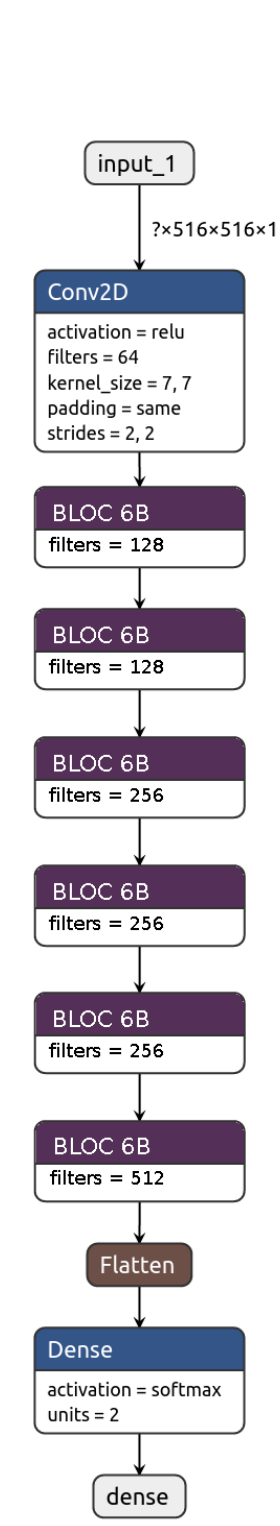 input_1
?×516×516×1
Conv2D
activation = relu
filters = 64
kernel_size = 7, 7
padding = same
strides = 2, 2
BLOC 6B
filters = 128
BLOC 6B
filters = 128
BLOC 6B
filters = 256
BLOC 6B
filters = 256
BLOC 6B
filters = 256
BLOC 6B
filters = 512
Flatten
Dense
activation = softmax
units = 2
dense